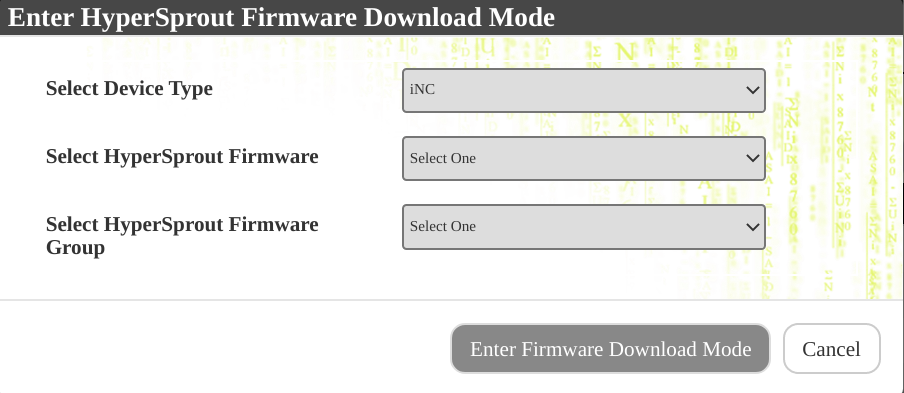 Enter HyperSprout Firmware Download Mode
Select Device Type
iNC
Select HyperSprout Firmware
Select One
Select HyperSprout Firmware
Group
Select One
Enter Firmware Download Mode
Cancel